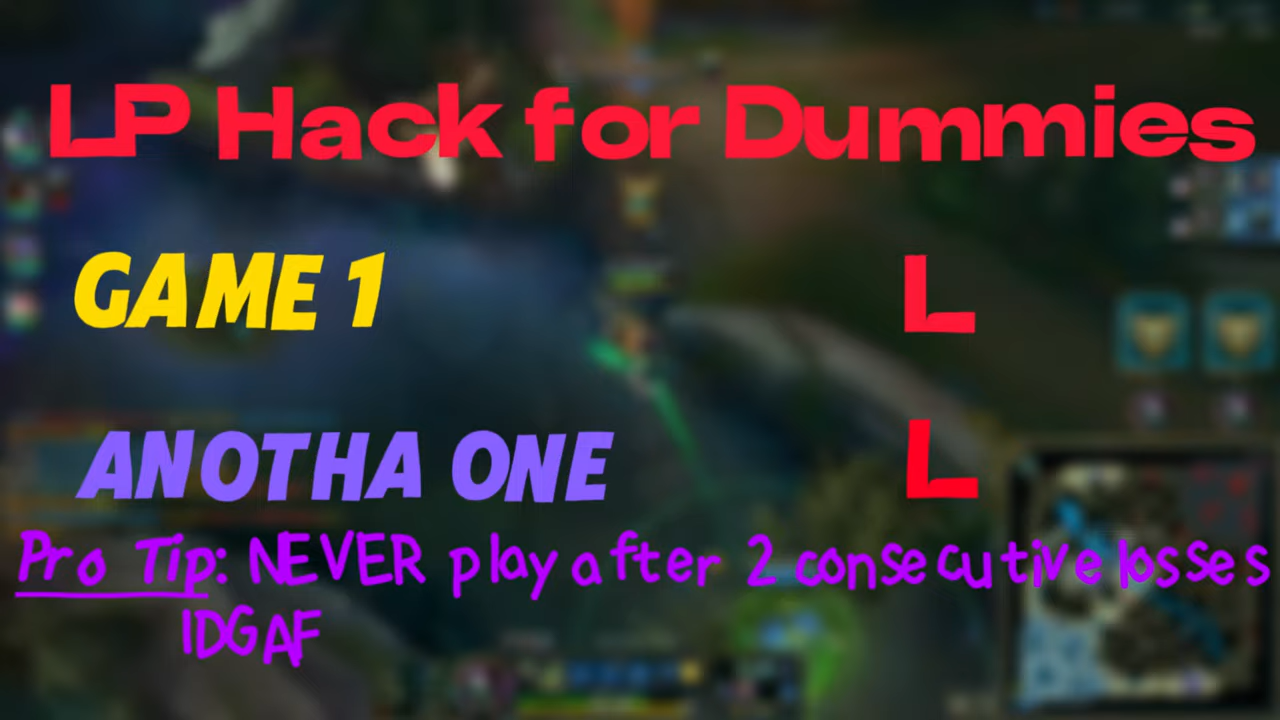 LP Hack for Dummies
GAME 1 L
ANOTHA ONE L
Pro Tip: NEVER play after 2 consecutive losses
IDGAF